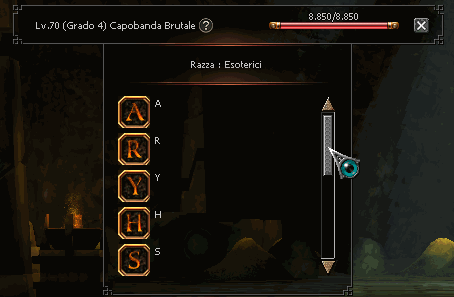 8.850/8.850
Lv.70 (Grado 4) Capobanda Brutale ?
Razza : Esoterici
A A
R R
Y Y
H H
S S